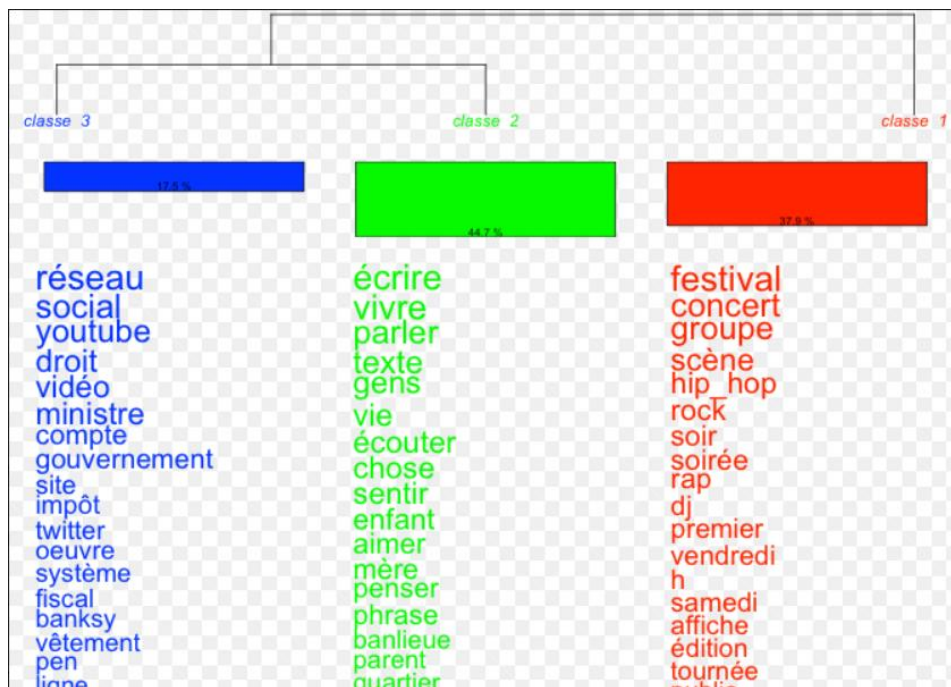 classe 3
classe 2
classe 1
17.5 %
44.7 %
37.9 %
réseau
social
youtube
droit
vidéo
ministre
compte
gouvernement
site
impôt
twitter
oeuvre
système
fiscal
banksy
vêtement
pen
ligne
écrire
vivre
parler
texte
gens
vie
écouter
chose
sentir
enfant
aimer
mère
penser
phrase
banlieue
parent
quartier
festival
concert
groupe
scène
hip_hop
rock
soir
soirée
rap
dj
premier
vendredi
h
samedi
affiche
édition
tournée
public